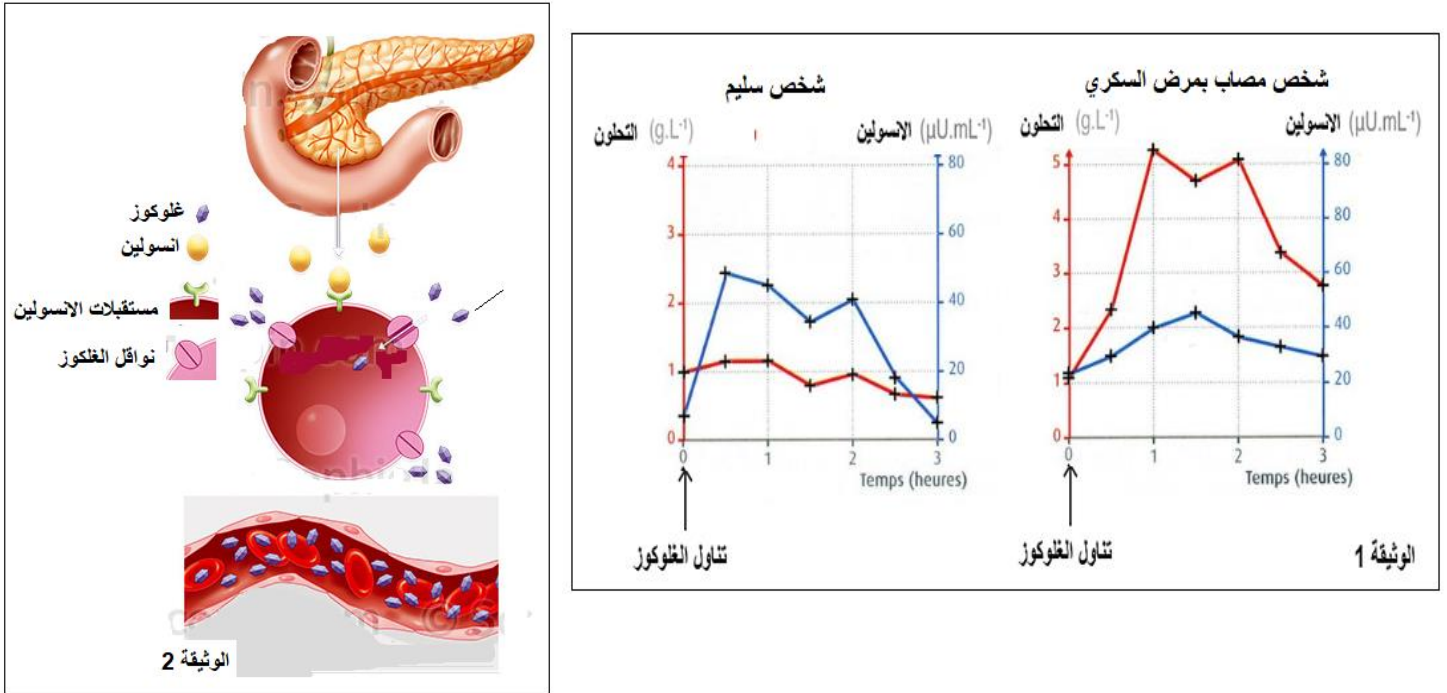 غلوكوز
انسولين
مستقبلات الانسولين
نواقل الغلكوز
الوثيقة 2
شخص سليم
التحلون (g.L⁻¹)
الانسولين (µU.mL⁻¹)
4
3
2
1
0
80
60
40
20
0
0 1 2 3
Temps (heures)
تناول الغلوكوز
شخص مصاب بمرض السكري
التحلون (g.L⁻¹)
الانسولين (µU.mL⁻¹)
5
4
3
2
1
0
80
80
60
40
20
0
0 1 2 3
Temps (heures)
تناول الغلوكوز
الوثيقة 1